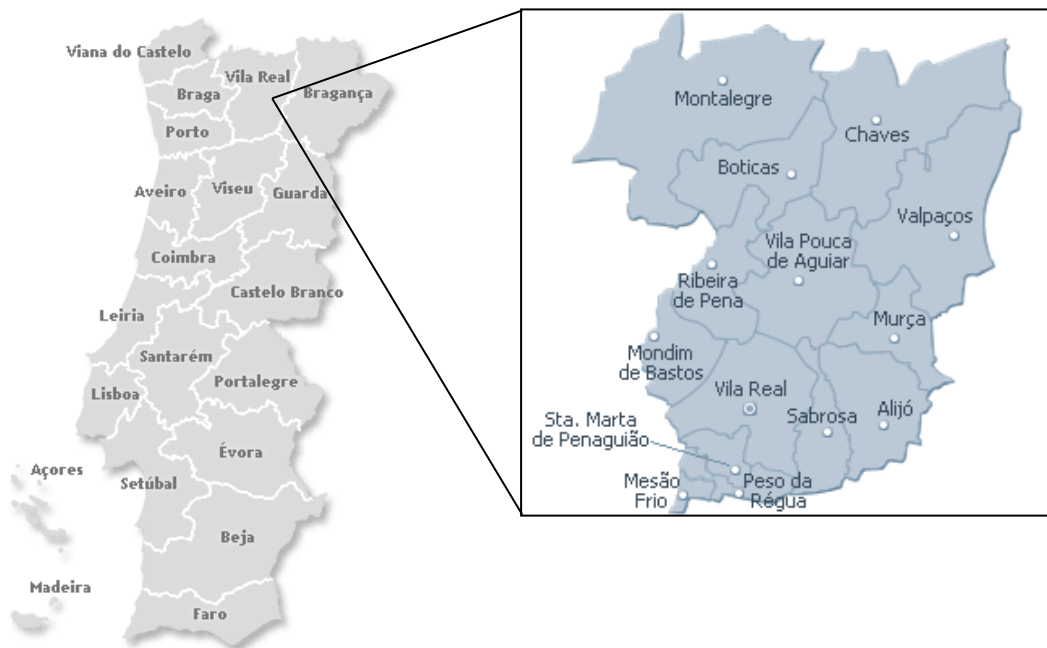 Viana do Castelo
Vila Real
Braga
Bragança
Porto
Aveiro
Viseu
Guarda
Coimbra
Castelo Branco
Leiria
Santarém
Portalegre
Lisboa
Évora
Açores
Setúbal
Beja
Madeira
Faro
Montalegre
Chaves
Boticas
Valpaços
Vila Pouca
de Aguiar
Ribeira
de Pena
Murça
Mondim
de Bastos
Vila Real
Sabrosa
Alijó
Sta. Marta
de Penaguião
Mesão
Frio
Peso da
Régua